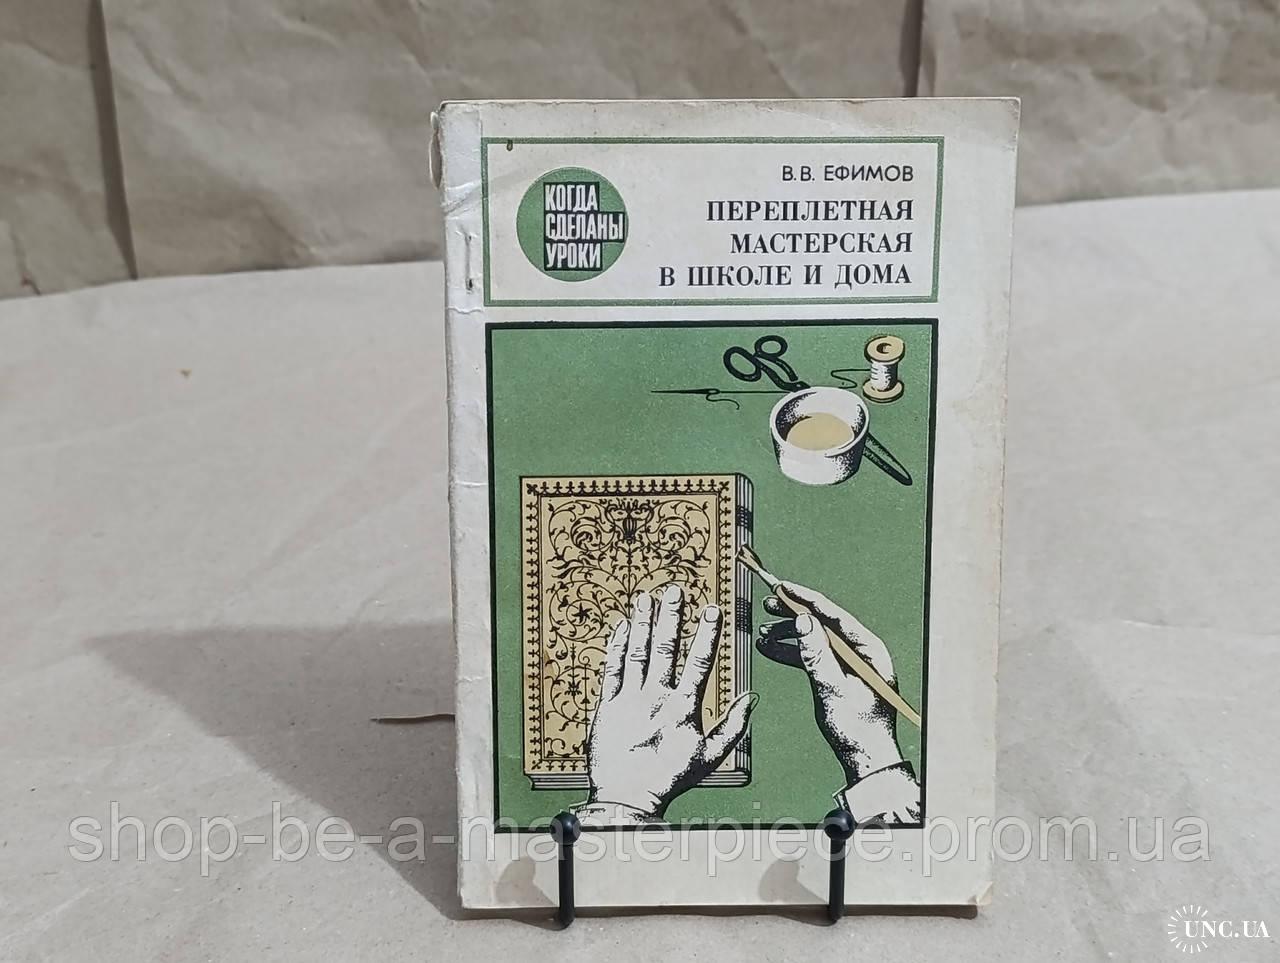 В.В. ЕФИМОВ
ПЕРЕПЛЕТНАЯ
МАСТЕРСКАЯ
В ШКОЛЕ И ДОМА
КОГДА
СДЕЛАНЫ
УРОКИ
shop-be-a-masterpiece.prom.ua
UNC.UA